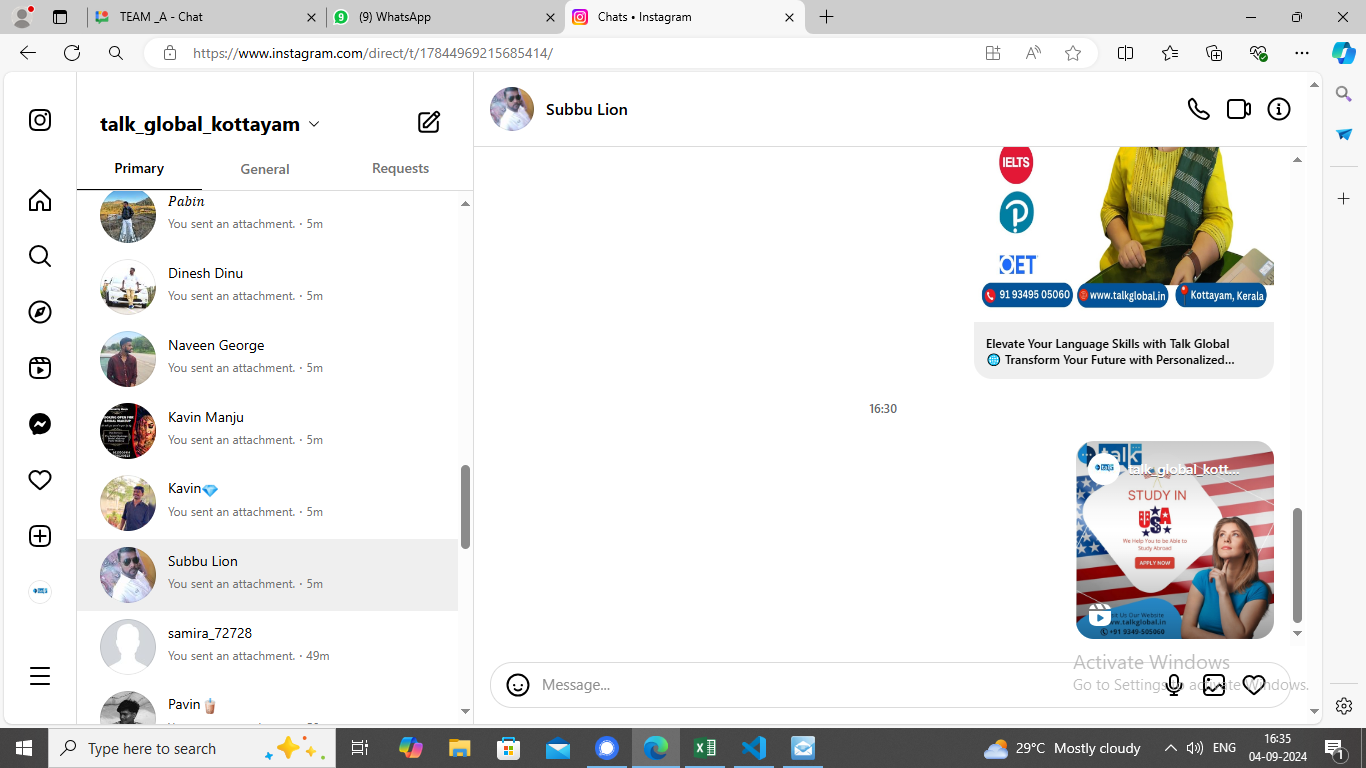 TEAM _A - Chat
(9) WhatsApp
Chats • Instagram
https://www.instagram.com/direct/t/17844969215685414/
talk_global_kottayam
Primary
General
Requests
Pabin
You sent an attachment. · 5m
Dinesh Dinu
You sent an attachment. · 5m
Naveen George
You sent an attachment. · 5m
Kavin Manju
You sent an attachment. · 5m
Kavin💎
You sent an attachment. · 5m
Subbu Lion
You sent an attachment. · 5m
samira_72728
You sent an attachment. · 49m
Pavin🧋
Subbu Lion
IELTS
OET
91 93495 05060
www.talkglobal.in
Kottayam, Kerala
Elevate Your Language Skills with Talk Global
🌐 Transform Your Future with Personalized...
16:30
talk
talk_global_kott...
STUDY IN
USA
We Help You to be Able to
Study Abroad
APPLY NOW
Us Our Website
www.talkglobal.in
+91 9349-505060
Message...
Activate Windows
Go to Settings to activate Windows.
Type here to search
29°C Mostly cloudy
ENG
16:35
04-09-2024
1